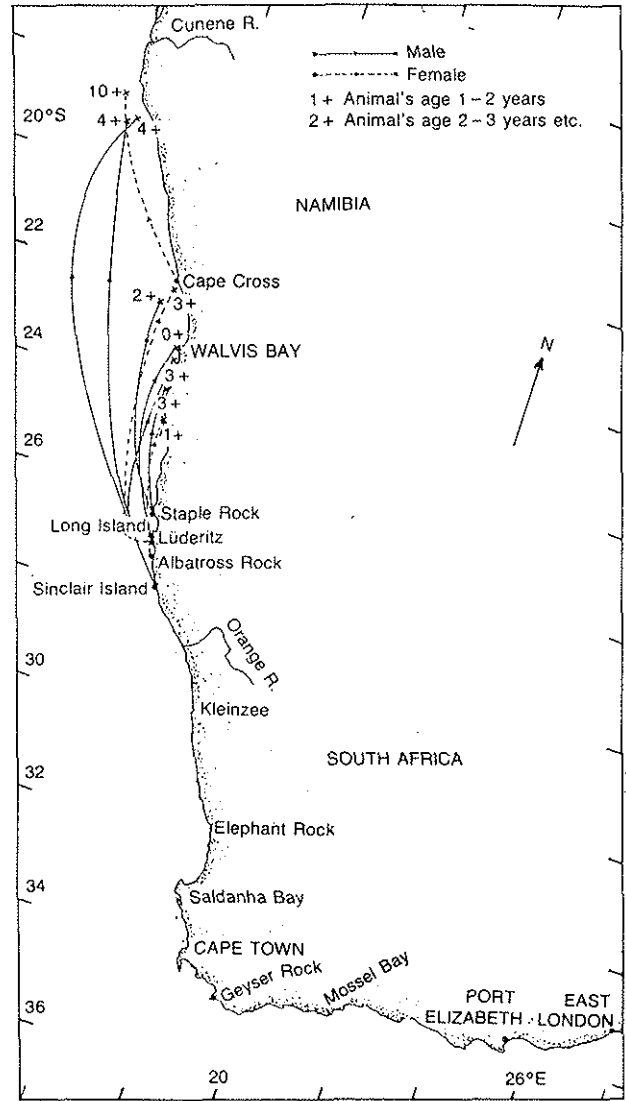 Cunene R.
Male
Female
1+ Animal's age 1-2 years
2+ Animal's age 2-3 years etc.
10+
20°S
4+
4+
NAMIBIA
22
Cape Cross
2+
3+
0+
24
WALVIS BAY
N
3+
3+
26
1+
Staple Rock
Long Island
Lüderitz
Albatross Rock
Sinclair Island
Orange R.
30
Kleinzee
SOUTH AFRICA
32
Elephant Rock
34
Saldanha Bay
CAPE TOWN
Geyser Rock
Mossel Bay
PORT
ELIZABETH
EAST
LONDON
36
20
26°E